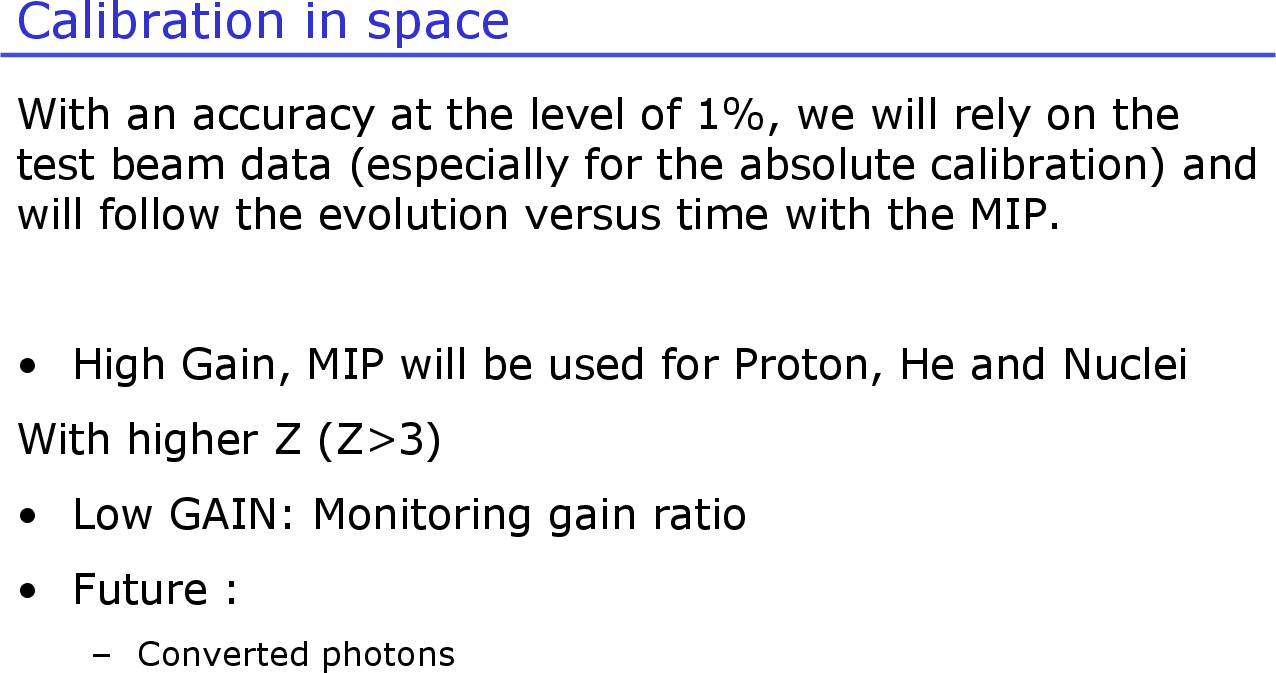 Calibration in space
With an accuracy at the level of 1%, we will rely on the
test beam data (especially for the absolute calibration) and
will follow the evolution versus time with the MIP.
• High Gain, MIP will be used for Proton, He and Nuclei
With higher Z (Z>3)
• Low GAIN: Monitoring gain ratio
• Future :
– Converted photons